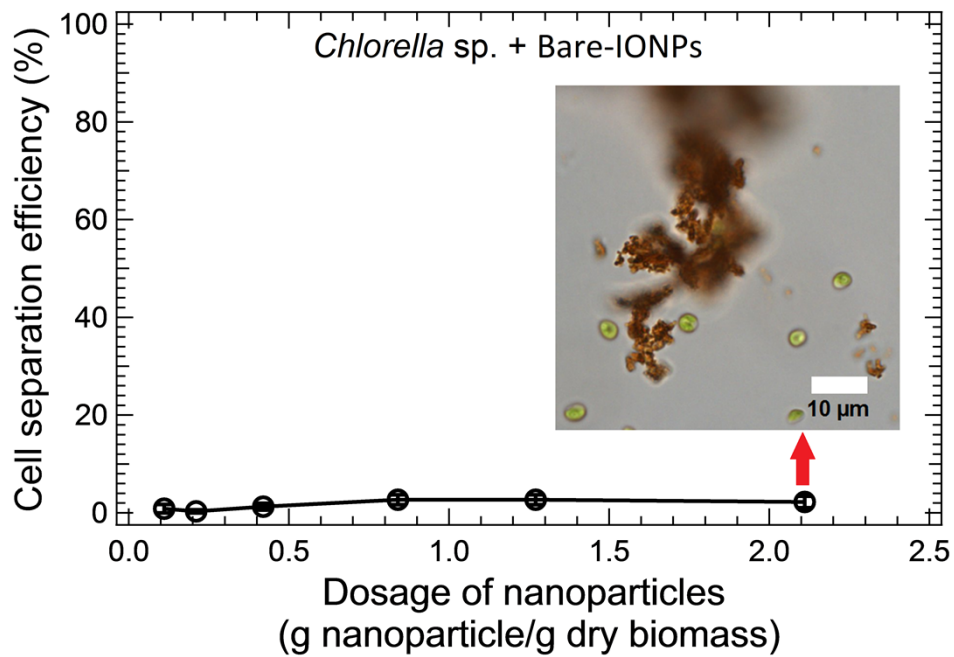 Chlorella sp. + Bare-IONPs
Cell separation efficiency (%)
100
80
60
40
20
0
10 µm
0.0 0.5 1.0 1.5 2.0 2.5
Dosage of nanoparticles
(g nanoparticle/g dry biomass)